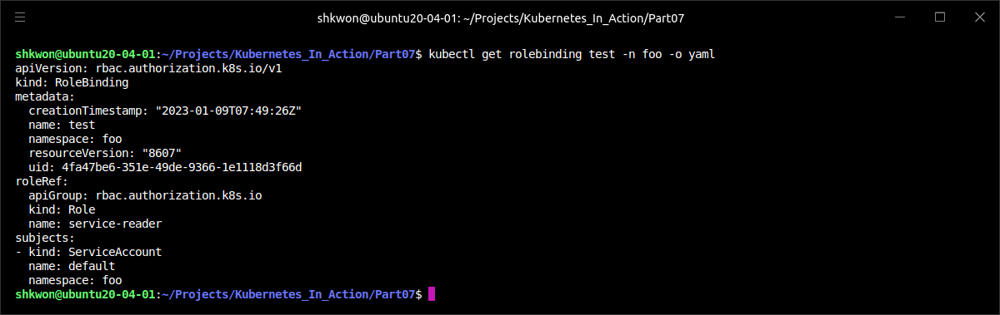 shkwon@ubuntu20-04-01: ~/Projects/Kubernetes_In_Action/Part07
shkwon@ubuntu20-04-01:~/Projects/Kubernetes_In_Action/Part07$ kubectl get rolebinding test -n foo -o yaml
apiVersion: rbac.authorization.k8s.io/v1
kind: RoleBinding
metadata:
  creationTimestamp: "2023-01-09T07:49:26Z"
  name: test
  namespace: foo
  resourceVersion: "8607"
  uid: 4fa47be6-351e-49de-9366-1e1118d3f66d
roleRef:
  apiGroup: rbac.authorization.k8s.io
  kind: Role
  name: service-reader
subjects:
- kind: ServiceAccount
  name: default
  namespace: foo
shkwon@ubuntu20-04-01:~/Projects/Kubernetes_In_Action/Part07$